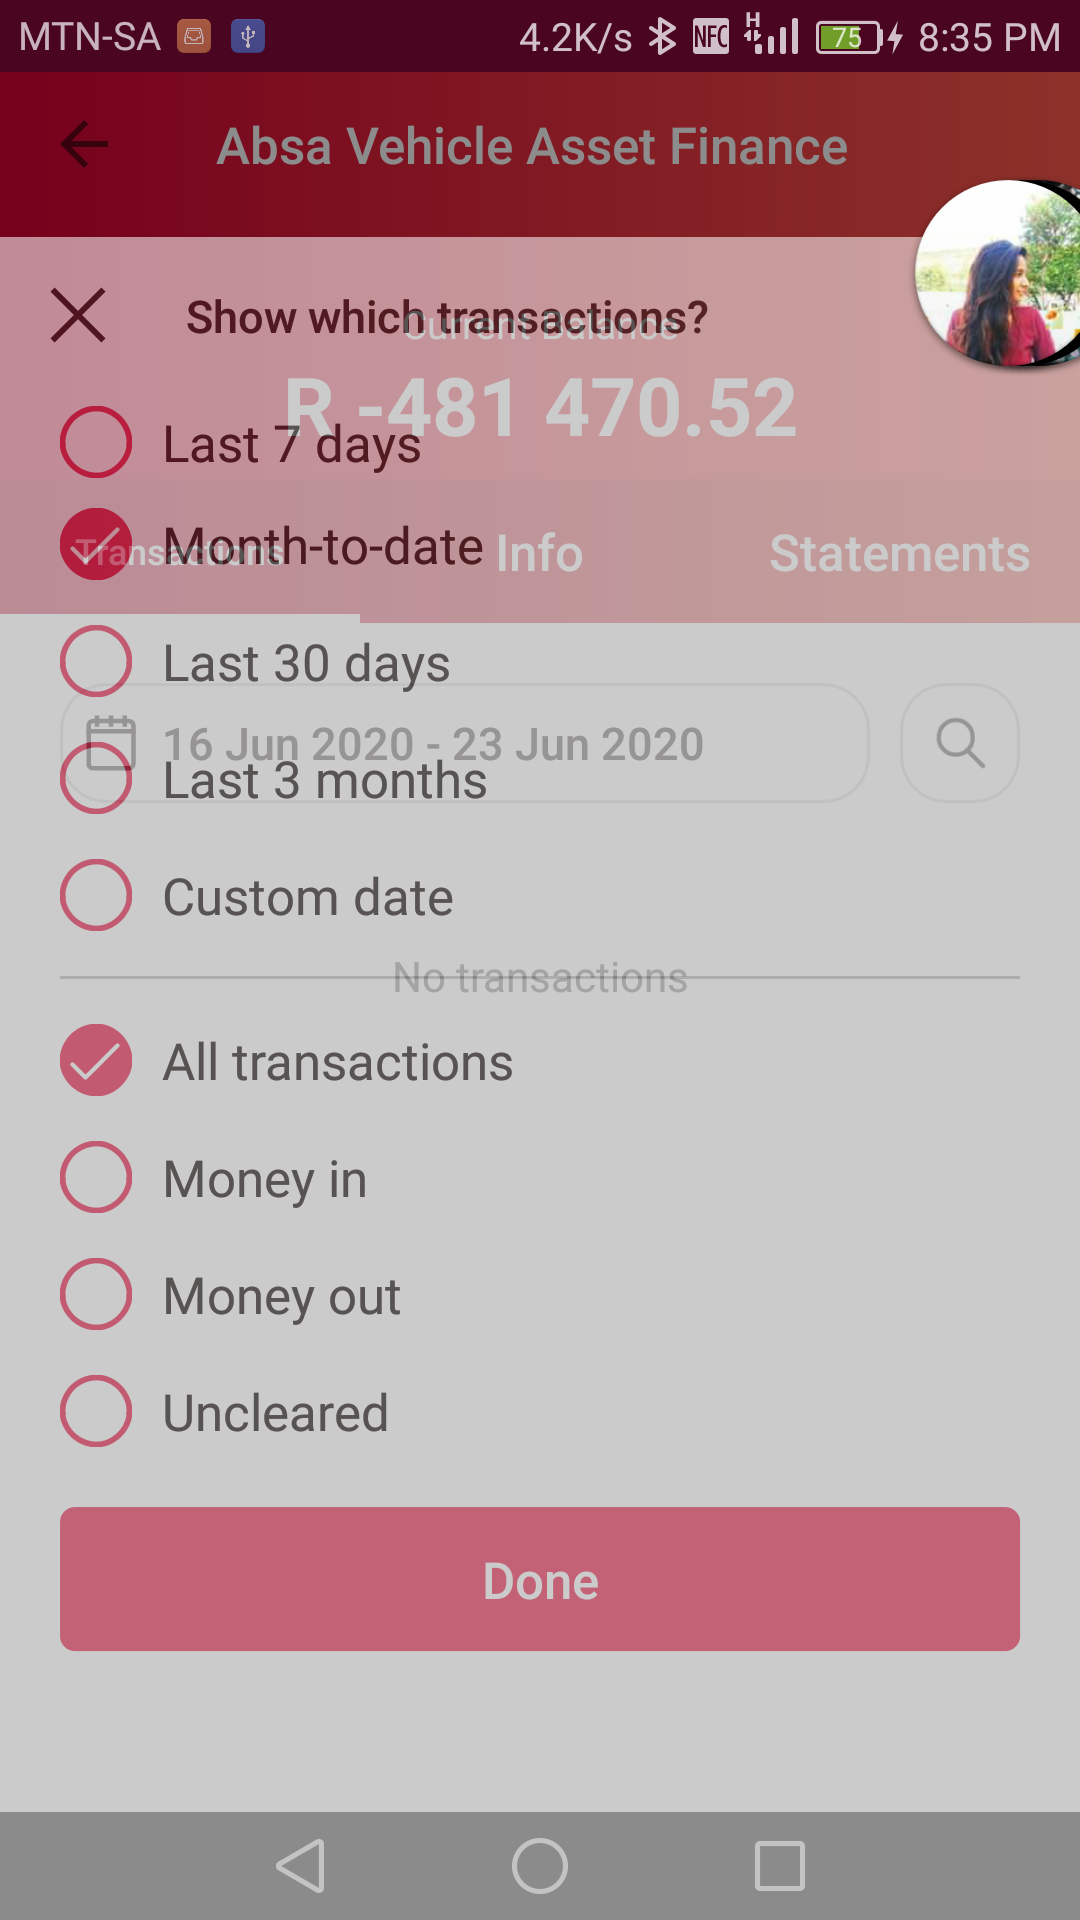 MTN-SA 4.2K/s NFC H 75 8:35 PM
Absa Vehicle Asset Finance
Show which transactions?
Current Balance
R -481 470.52
Last 7 days
Month-to-date
Transactions Info Statements
Last 30 days
16 Jun 2020 - 23 Jun 2020
Last 3 months
Custom date
No transactions
All transactions
Money in
Money out
Uncleared
Done